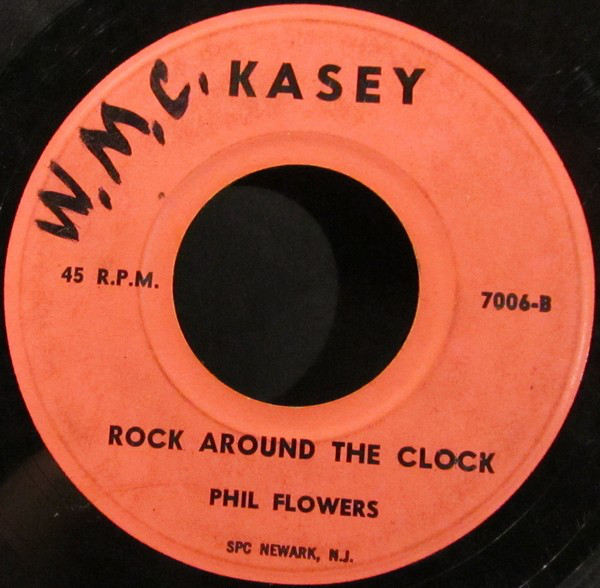 W.M.C.
KASEY
45 R.P.M.
7006-B
ROCK AROUND THE CLOCK
PHIL FLOWERS
SPC NEWARK, N.J.